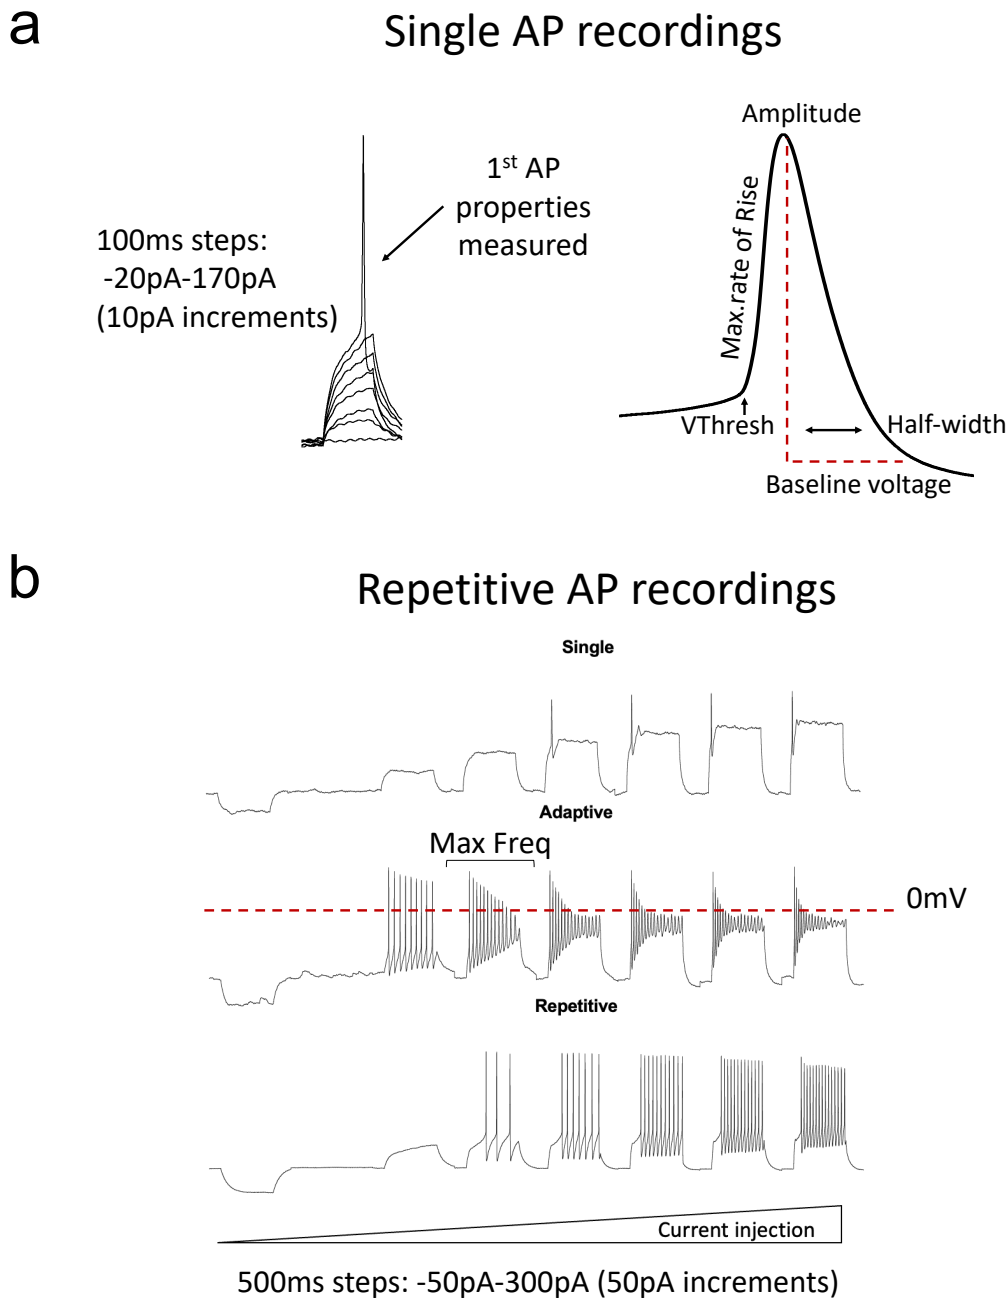 a
Single AP recordings
100ms steps:
-20pA-170pA
(10pA increments)
1st AP
properties
measured
Amplitude
Max.rate of Rise
VThresh
Half-width
Baseline voltage
b
Repetitive AP recordings
Single
Adaptive
Max Freq
0mV
Repetitive
Current injection
500ms steps: -50pA-300pA (50pA increments)